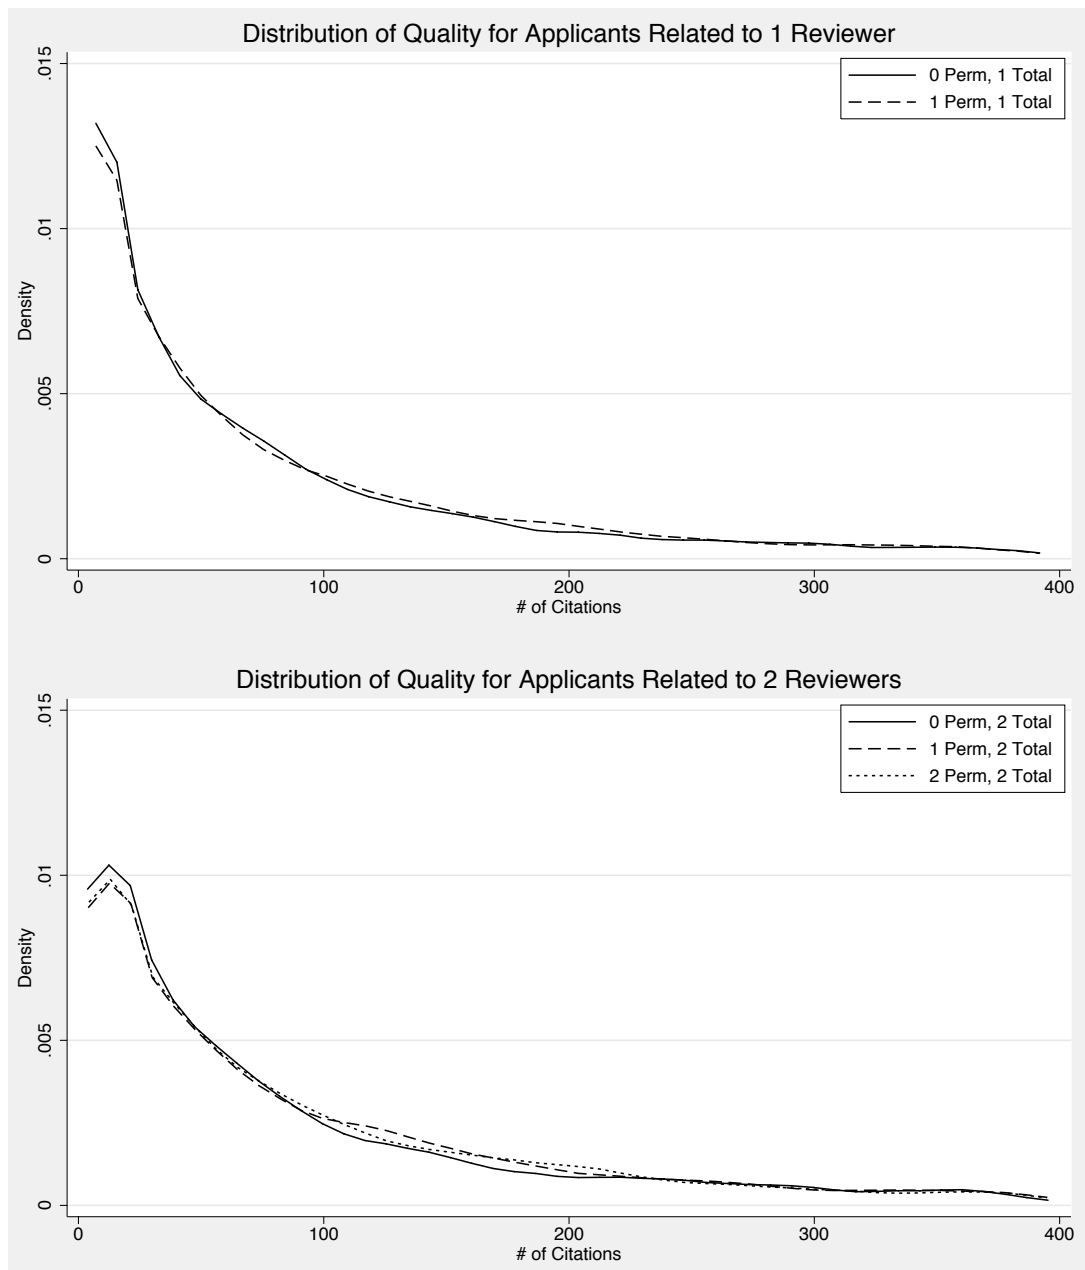 Distribution of Quality for Applicants Related to 1 Reviewer
0 Perm, 1 Total
1 Perm, 1 Total
.015
.01
.005
0
Density
0 100 200 300 400
# of Citations
Distribution of Quality for Applicants Related to 2 Reviewers
0 Perm, 2 Total
1 Perm, 2 Total
2 Perm, 2 Total
.015
.01
.005
0
Density
0 100 200 300 400
# of Citations